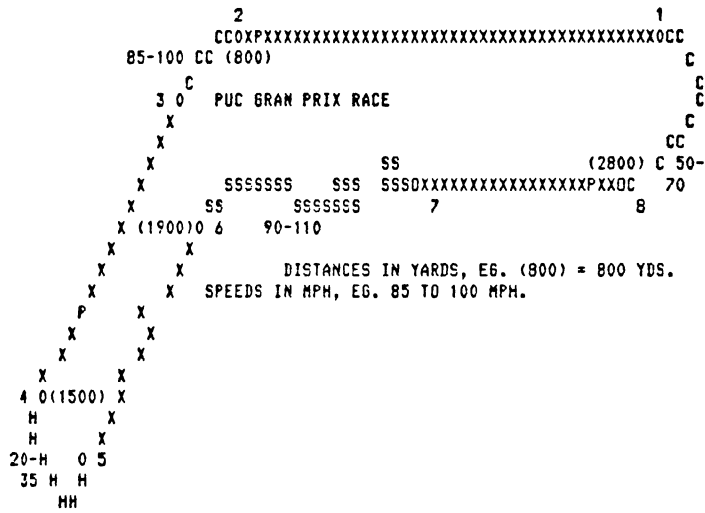 2                                          1
                     CCOXPXXXXXXXXXXXXXXXXXXXXXXXXXXXXXXXXXXXXXXXXOCC
            85-100 CC (800)                                           C
                  C                                                    C
               3 O   PUC GRAN PRIX RACE                                C
                X                                                     C
               X                                                    CC
              X                       SS                   (2800) C 50-
             X        SSSSSSS    SSS  SSSOXXXXXXXXXXXXXXXXXPXXOC   70
            X       SS       SSSSSSS       7                    8
           X (1900)O 6    90-110
          X       X
         X       X          DISTANCES IN YARDS, EG. (800) = 800 YDS.
        X       X   SPEEDS IN MPH, EG. 85 TO 100 MPH.
       P     X
      X       X
     X       X
   X       X
 4 O(1500) X
  H       X
  H      X
20-H   O 5
 35 H  H
     HH